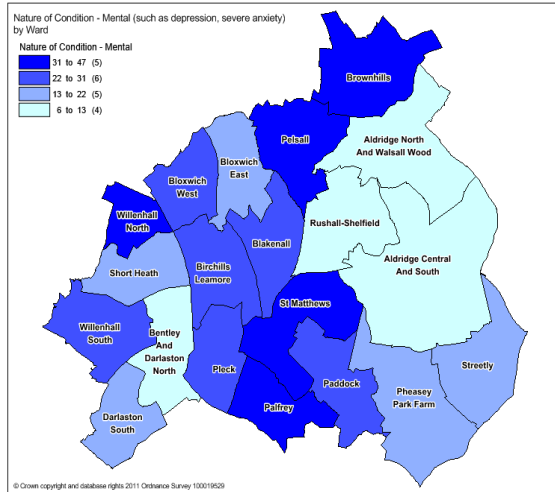 Nature of Condition - Mental (such as depression, severe anxiety)
by Ward
Nature of Condition - Mental
31 to 47 (5)
22 to 31 (6)
13 to 22 (5)
6 to 13 (4)
Brownhills
Pelsall
Aldridge North
And Walsall Wood
Bloxwich
East
Bloxwich
West
Willenhall
North
Rushall-Shelfield
Blakenall
Short Heath
Birchills
Leamore
Aldridge Central
And South
St Matthews
Willenhall
South
Bentley
And
Darlaston
North
Pleck
Paddock
Streetly
Pheasey
Park Farm
Palfrey
Darlaston
South
© Crown copyright and database rights 2011 Ordnance Survey 100019529